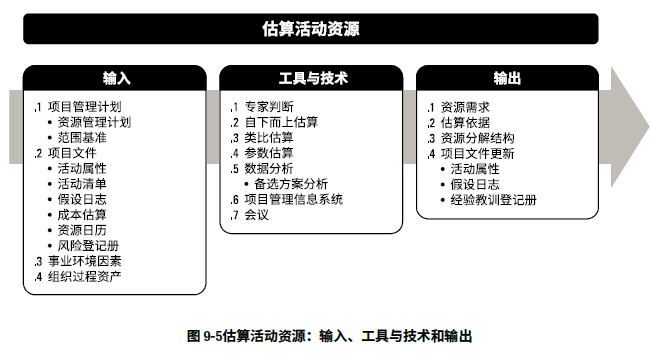 估算活动资源
输入
.1 项目管理计划
• 资源管理计划
• 范围基准
.2 项目文件
• 活动属性
• 活动清单
• 假设日志
• 成本估算
• 资源日历
• 风险登记册
.3 事业环境因素
.4 组织过程资产
工具与技术
.1 专家判断
.2 自下而上估算
.3 类比估算
.4 参数估算
.5 数据分析
• 备选方案分析
.6 项目管理信息系统
.7 会议
输出
.1 资源需求
.2 估算依据
.3 资源分解结构
.4 项目文件更新
• 活动属性
• 假设日志
• 经验教训登记册
图 9-5估算活动资源：输入、工具与技术和输出